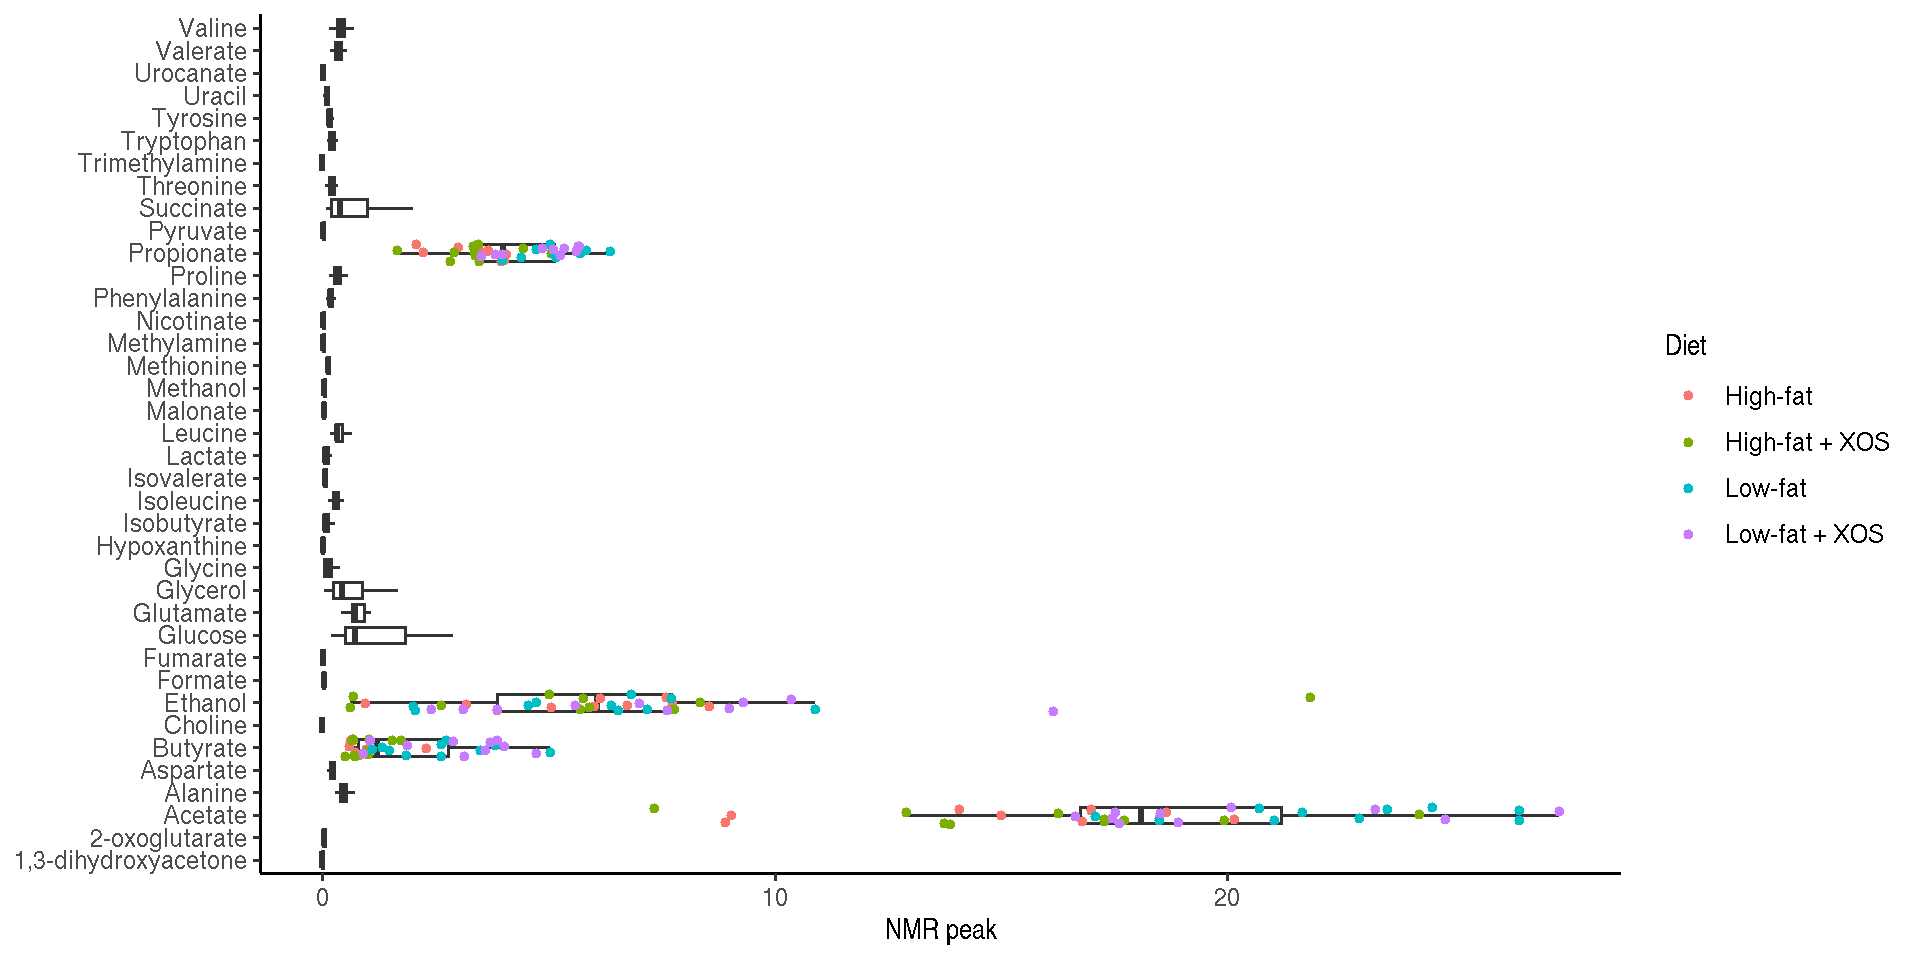 Valine
Valerate
Urocanate
Uracil
Tyrosine
Tryptophan
Trimethylamine
Threonine
Succinate
Pyruvate
Propionate
Proline
Phenylalanine
Nicotinate
Methylamine
Methionine
Methanol
Malonate
Leucine
Lactate
Isovalerate
Isoleucine
Isobutyrate
Hypoxanthine
Glycine
Glycerol
Glutamate
Glucose
Fumarate
Formate
Ethanol
Choline
Butyrate
Aspartate
Alanine
Acetate
2-oxoglutarate
1,3-dihydroxyacetone
0 10 20
NMR peak
Diet
High-fat
High-fat + XOS
Low-fat
Low-fat + XOS